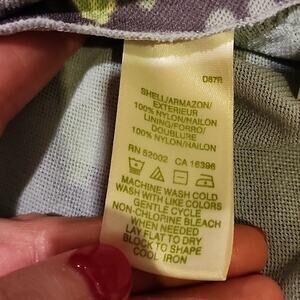 D87R
SHELL/ARMAZON/
EXTERIEUR
100% NYLON/NAILON
LINING/FORRO/
DOUBLURE
100% NYLON/NAILON
RN 52002 CA 16396
MACHINE WASH COLD
WASH WITH LIKE COLORS
GENTLE CYCLE
NON-CHLORINE BLEACH
WHEN NEEDED
LAY FLAT TO DRY
BLOCK TO SHAPE
COOL IRON